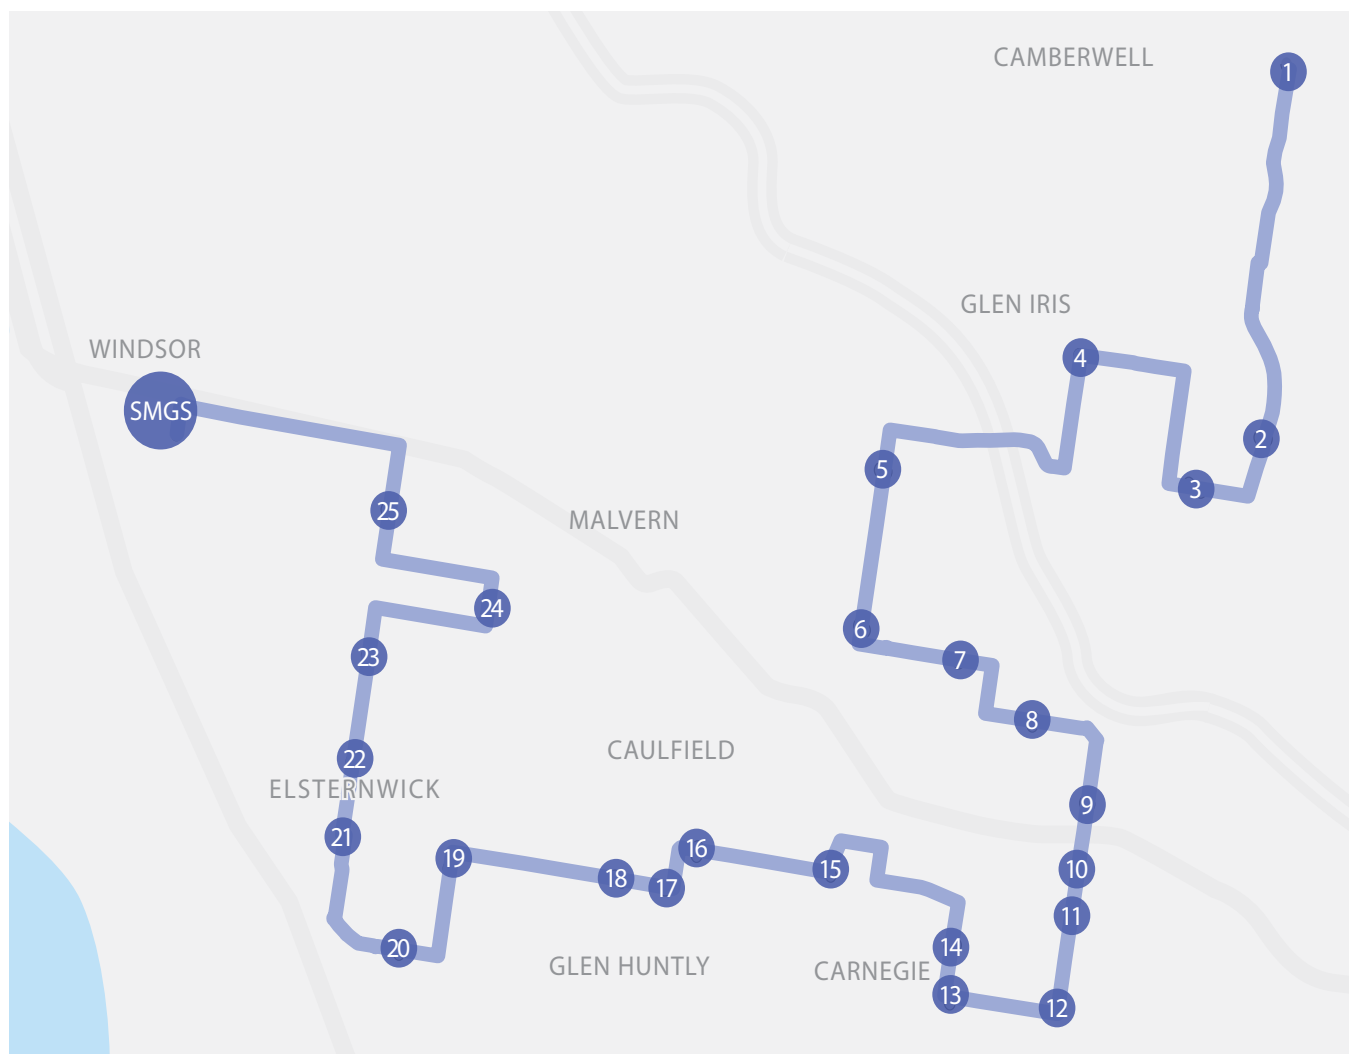 CAMBERWELL
1
GLEN IRIS
WINDSOR
4
SMGS
2
5
3
25
MALVERN
24
6
23
7
8
CAULFIELD
22
ELSTERNWICK
9
21
16
19
15
10
18
17
11
20
14
GLEN HUNTLY
CARNEGIE
13
12